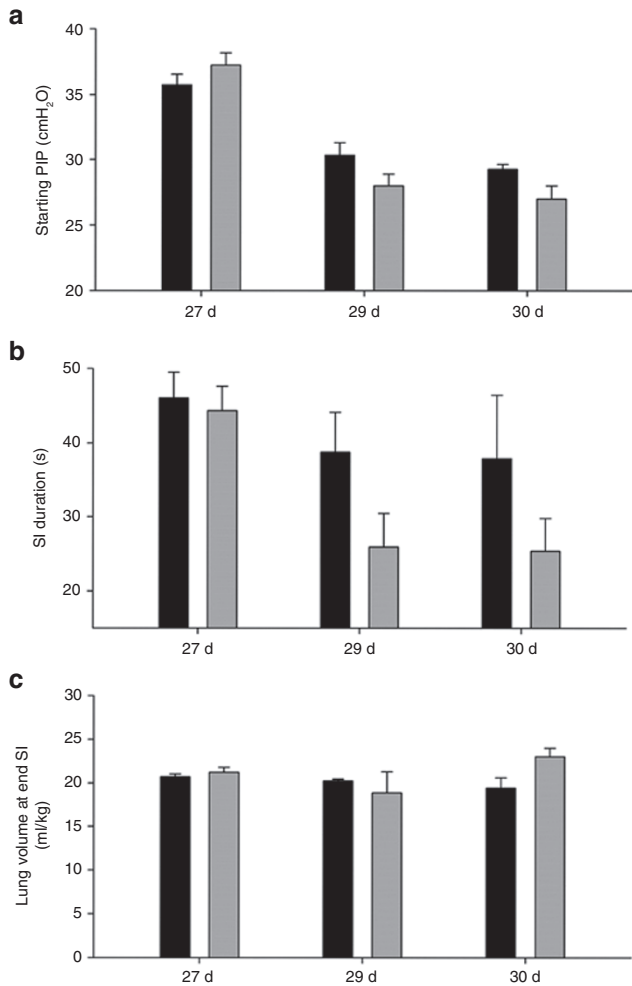 a
40
35
30
25
20
Starting PIP (cmH₂O)
27 d
29 d
30 d
b
50
40
30
20
SI duration (s)
27 d
29 d
30 d
c
30
25
20
15
10
5
0
Lung volume at end SI
(ml/kg)
27 d
29 d
30 d